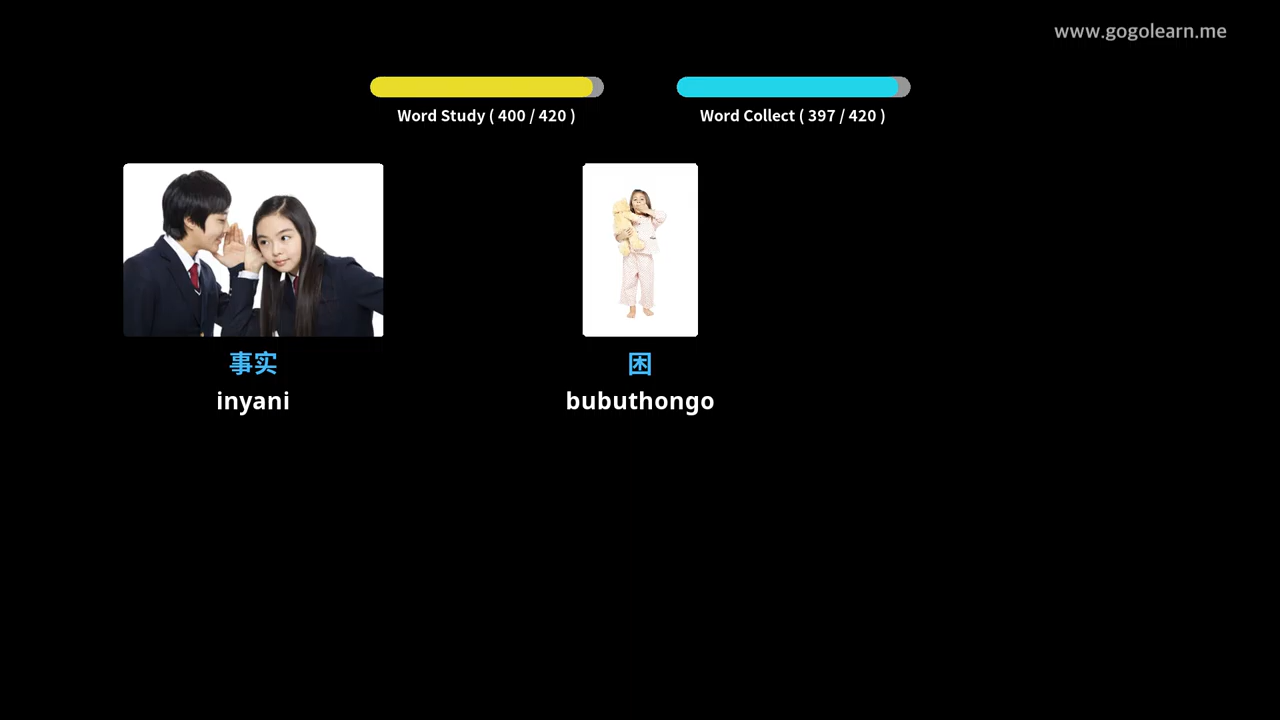 www.gogolearn.me
Word Study ( 400 / 420 )
Word Collect ( 397 / 420 )
事实
inyani
困
bubuthongo